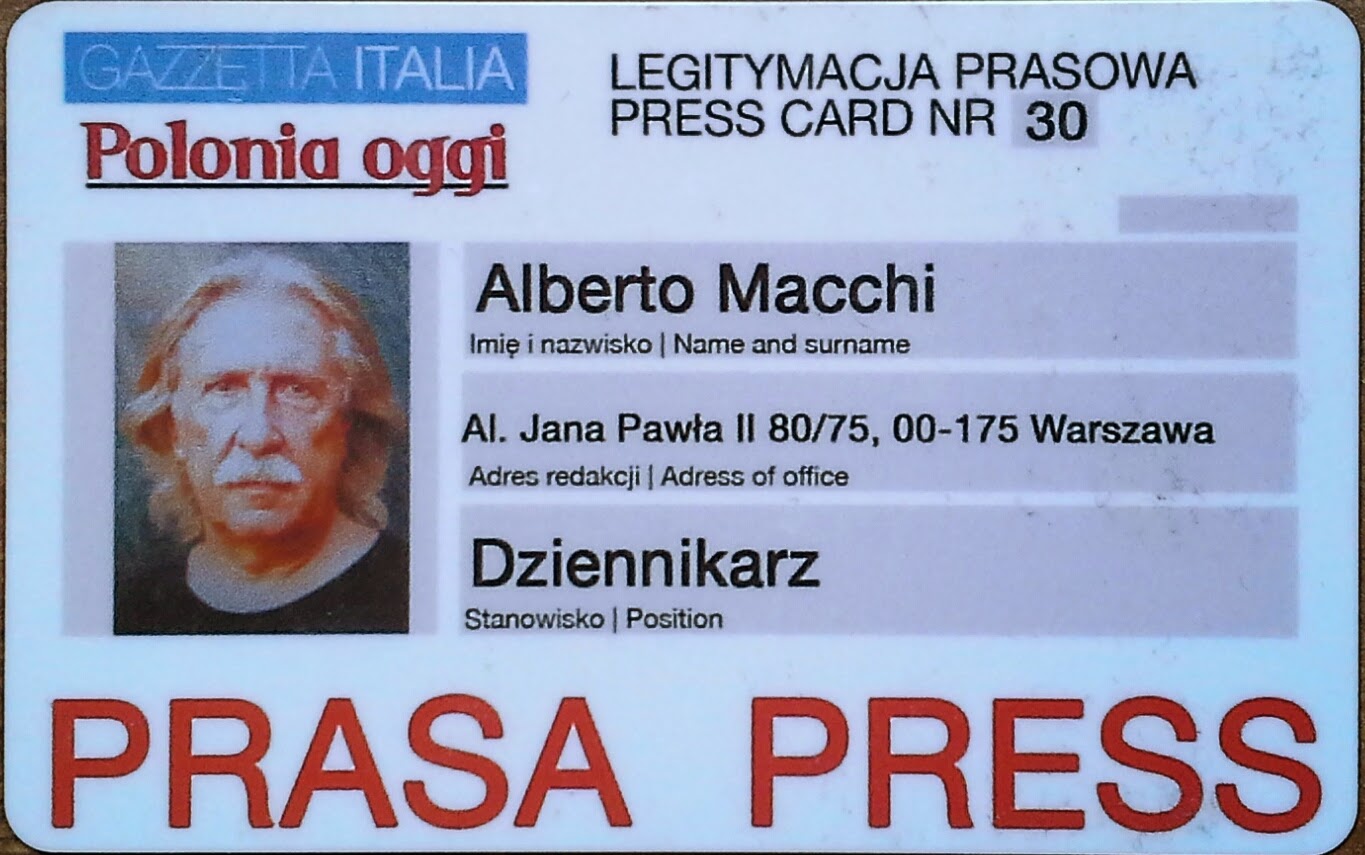 GAZZETTA ITALIA
Polonia oggi
LEGITYMACJA PRASOWA
PRESS CARD NR 30
Alberto Macchi
Imię i nazwisko | Name and surname
Al. Jana Pawła II 80/75, 00-175 Warszawa
Adres redakcji | Adress of office
Dziennikarz
Stanowisko | Position
PRASA PRESS